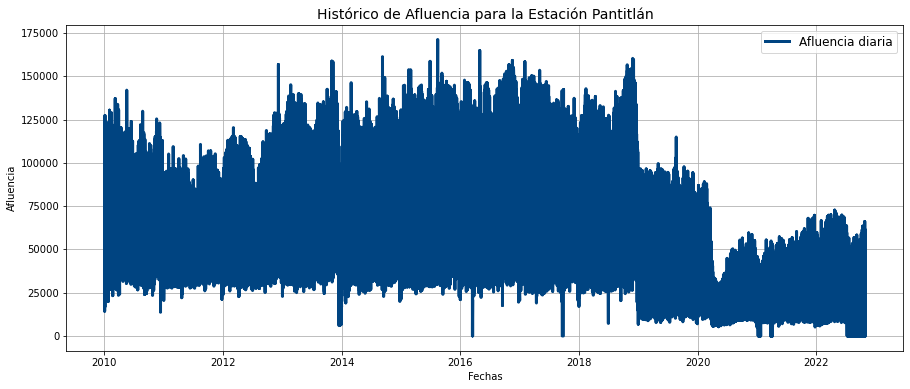 Histórico de Afluencia para la Estación Pantitlán
Afluencia diaria
175000
150000
125000
100000
75000
50000
25000
0
Afluencia
2010 2012 2014 2016 2018 2020 2022
Fechas